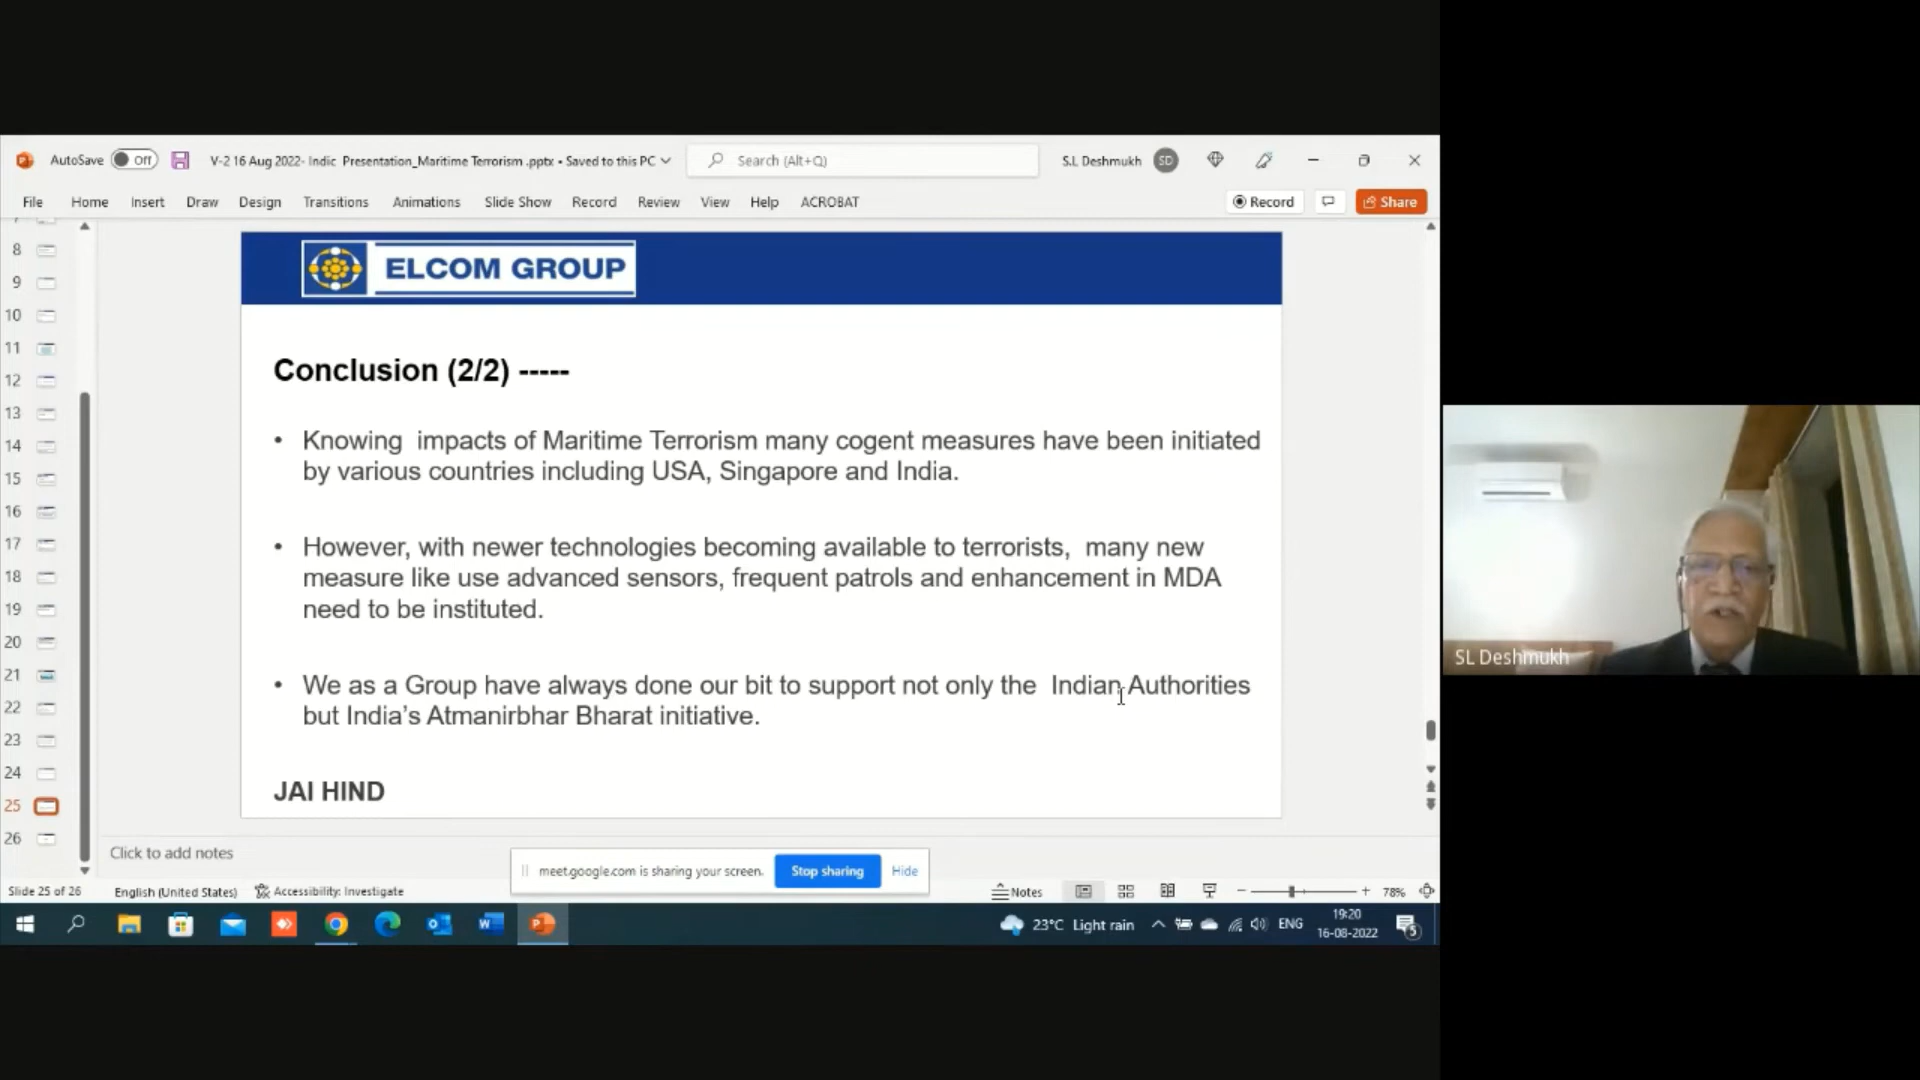 AutoSave Off V-2 16 Aug 2022- Indic Presentation_Maritime Terrorism .pptx • Saved to this PC Search (Alt+Q) S.L Deshmukh SD
File Home Insert Draw Design Transitions Animations Slide Show Record Review View Help ACROBAT Record Share
ELCOM GROUP
Conclusion (2/2) -----
• Knowing impacts of Maritime Terrorism many cogent measures have been initiated
by various countries including USA, Singapore and India.
• However, with newer technologies becoming available to terrorists, many new
measure like use advanced sensors, frequent patrols and enhancement in MDA
need to be instituted.
• We as a Group have always done our bit to support not only the Indian Authorities
but India's Atmanirbhar Bharat initiative.
JAI HIND
8
9
10
11
12
13
14
15
16
17
18
19
20
21
22
23
24
25
26
Click to add notes
meet.google.com is sharing your screen. Stop sharing Hide
Slide 25 of 26 English (United States) Accessibility: Investigate Notes 78%
23°C Light rain ENG 19:20
16-08-2022
5
SL Deshmukh